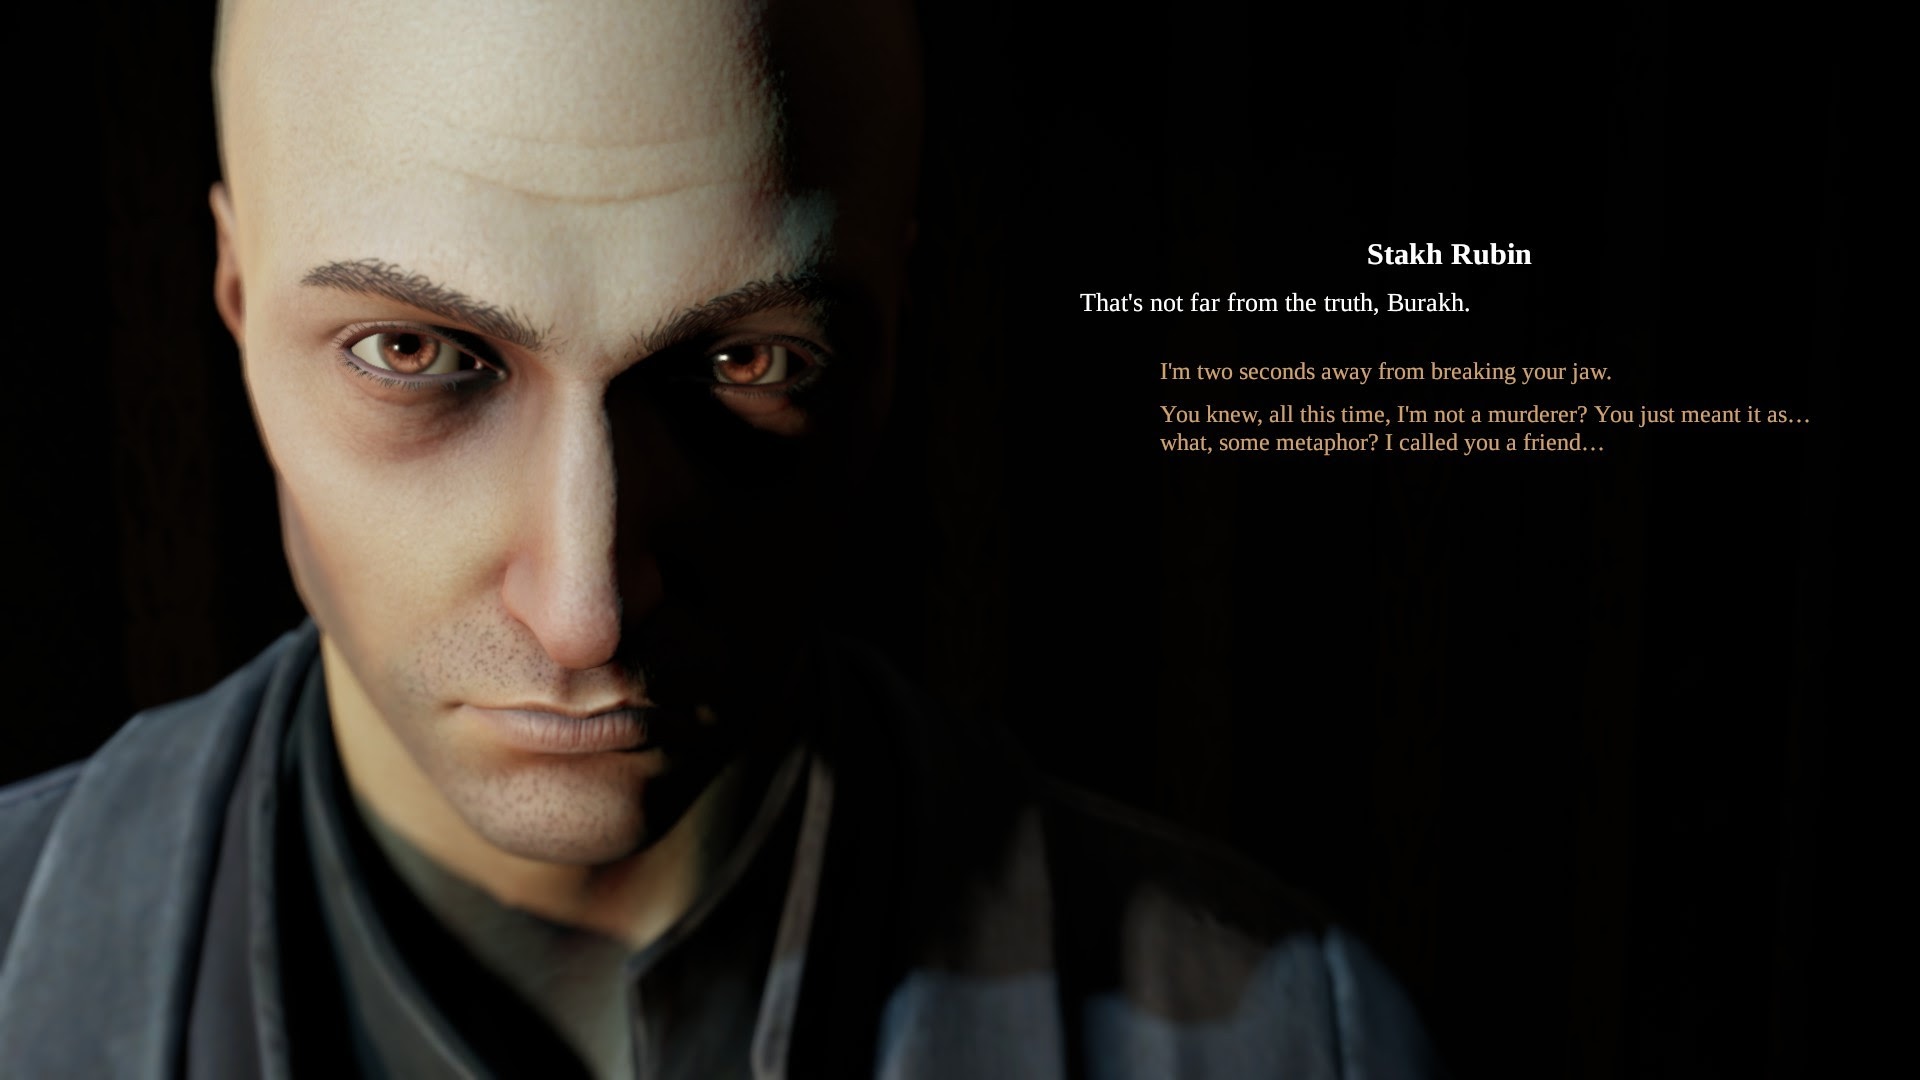 Stakh Rubin
That's not far from the truth, Burakh.
I'm two seconds away from breaking your jaw.
You knew, all this time, I'm not a murderer? You just meant it as…
what, some metaphor? I called you a friend…